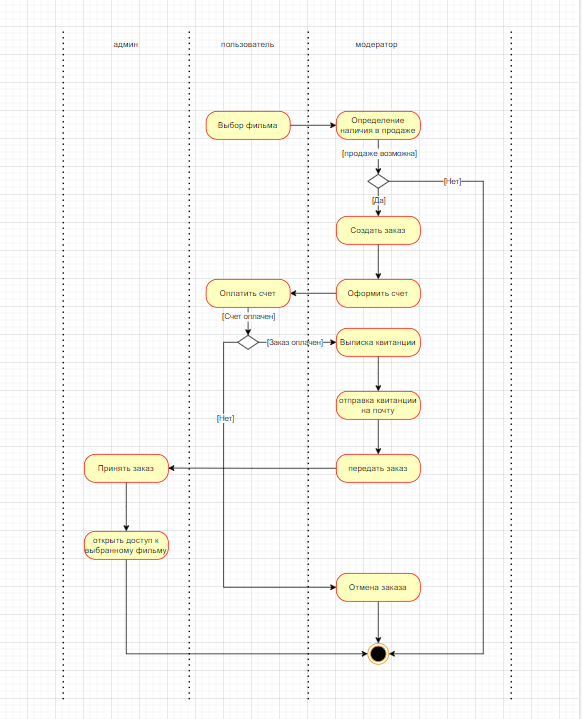 админ
пользователь
модератор
Выбор фильма
Определение
наличия в продаже
[продаже возможна]
[Нет]
[Да]
Создать заказ
Оплатить счет
Оформить счет
[Счет оплачен]
[Заказ оплачен]
Выписка квитанции
отправка квитанции
на почту
[Нет]
Принять заказ
передать заказ
открыть доступ к
выбранному фильму
Отмена заказа